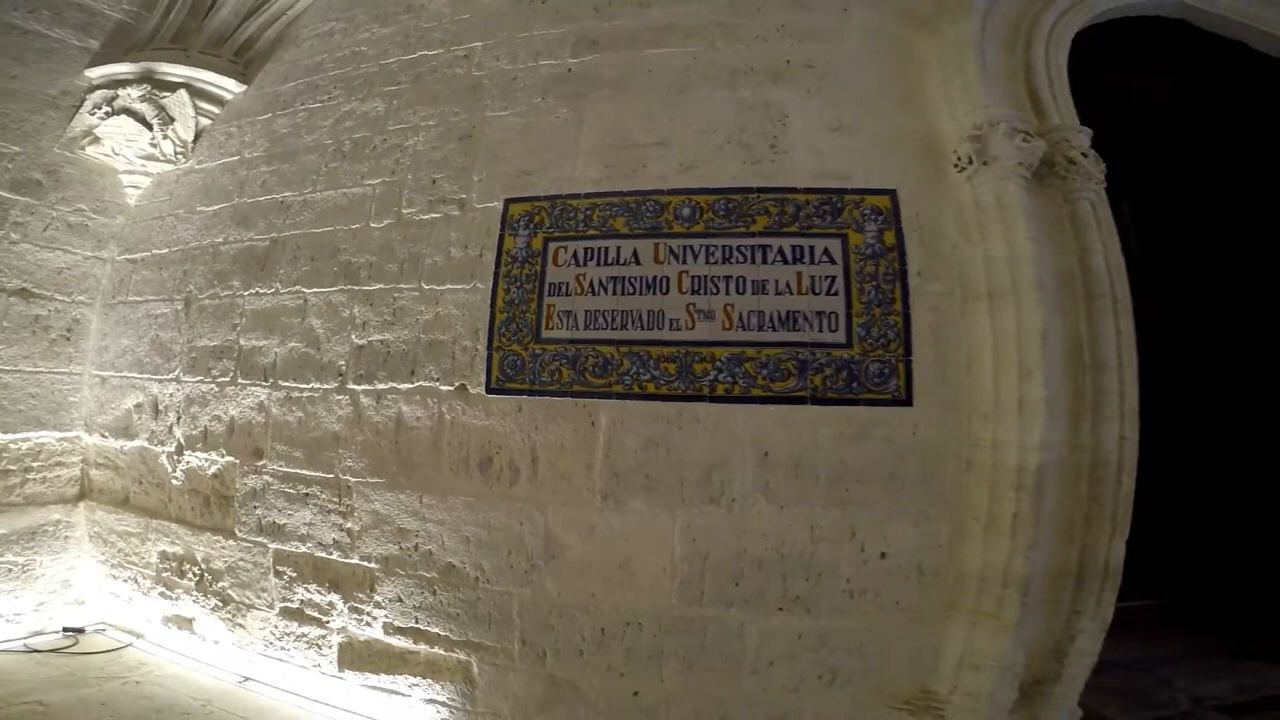 CAPILLA UNIVERSITARIA
DEL SANTISIMO CRISTO DE LA LUZ
ESTA RESERVADO EL STMO SACRAMENTO